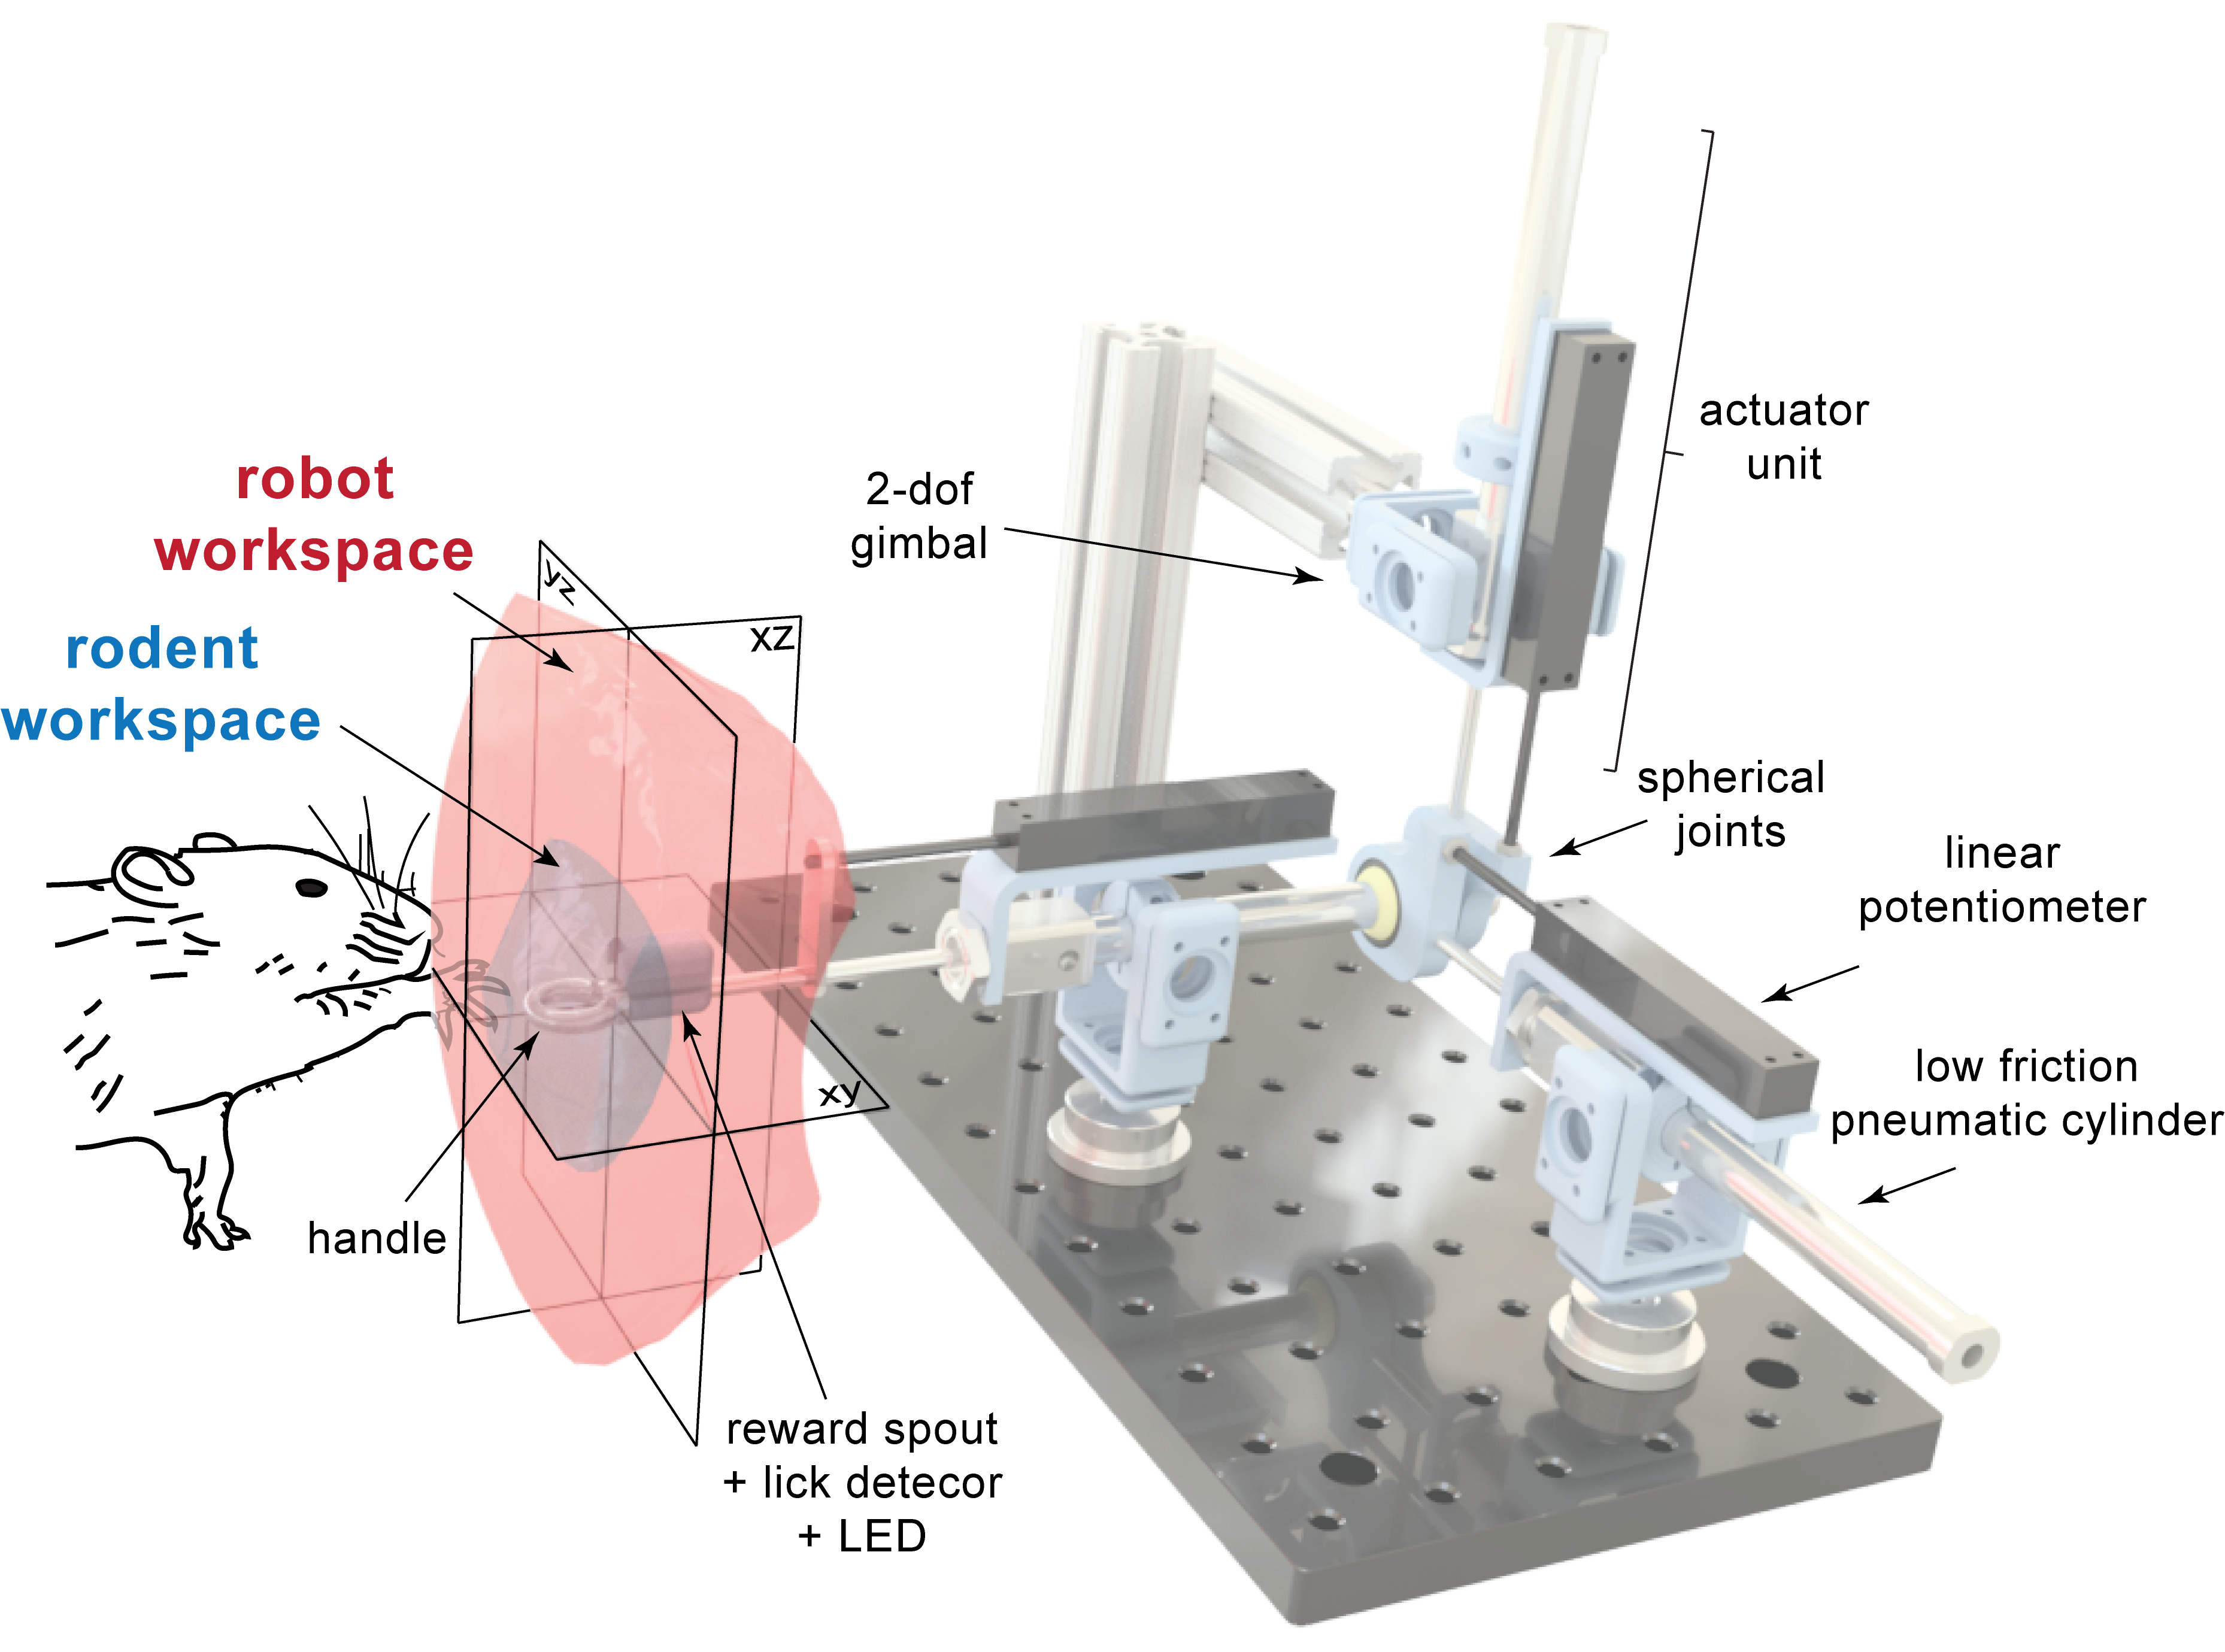 robot
workspace
rodent
workspace
yz
xz
xy
2-dof
gimbal
actuator
unit
spherical
joints
linear
potentiometer
low friction
pneumatic cylinder
handle
reward spout
+ lick detecor
+ LED